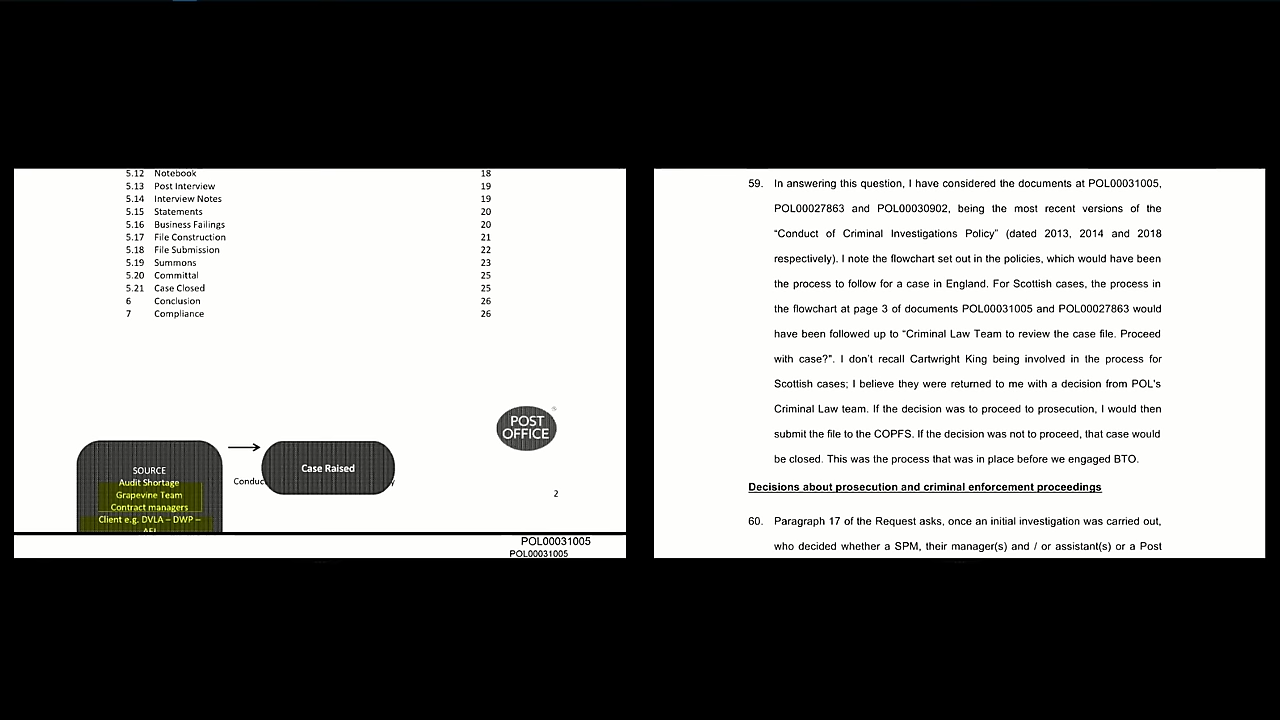 5.12 Notebook 18
5.13 Post Interview 19
5.14 Interview Notes 19
5.15 Statements 20
5.16 Business Failings 20
5.17 File Construction 21
5.18 File Submission 22
5.19 Summons 23
5.20 Committal 25
5.21 Case Closed 25
6 Conclusion 26
7 Compliance 26
POST
OFFICE
SOURCE
Audit Shortage
Grapevine Team
Contract managers
Client e.g. DVLA – DWP –
Case Raised
Conduc
y
2
POL00031005
POL00031005
59. In answering this question, I have considered the documents at POL00031005,
POL00027863 and POL00030902, being the most recent versions of the
“Conduct of Criminal Investigations Policy” (dated 2013, 2014 and 2018
respectively). I note the flowchart set out in the policies, which would have been
the process to follow for a case in England. For Scottish cases, the process in
the flowchart at page 3 of documents POL00031005 and POL00027863 would
have been followed up to “Criminal Law Team to review the case file. Proceed
with case?”. I don’t recall Cartwright King being involved in the process for
Scottish cases; I believe they were returned to me with a decision from POL’s
Criminal Law team. If the decision was to proceed to prosecution, I would then
submit the file to the COPFS. If the decision was not to proceed, that case would
be closed. This was the process that was in place before we engaged BTO.
Decisions about prosecution and criminal enforcement proceedings
60. Paragraph 17 of the Request asks, once an initial investigation was carried out,
who decided whether a SPM, their manager(s) and / or assistant(s) or a Post